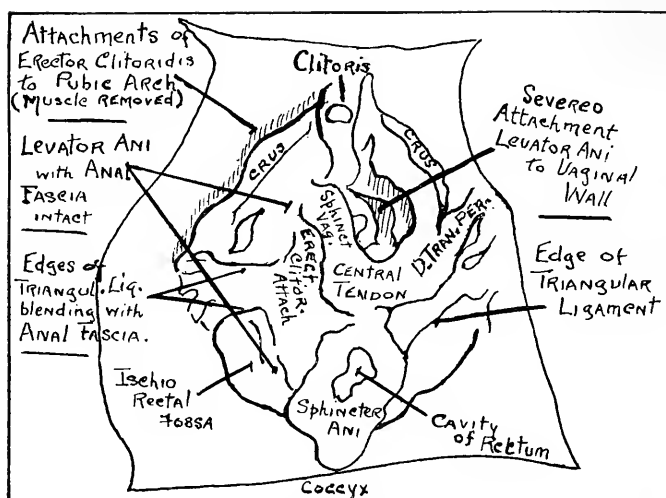 Attachments of
Erector Clitoridis
to Pubic Arch
(Muscle Removed)
Clitoris
Severed
Attachment
Levator Ani
to Vaginal
Wall
Levator Ani
with Anal
Fascia
intact
CRUS
CRUS
Sphincter
Vag.
D.Tran.Per.
Erect
Clitor.
Attach
Central
Tendon
Edges of
Triangul. Lig.
blending with
Anal Fascia.
Edge of
Triangular
Ligament
Ischio
Rectal
Fossa
Sphincter
Ani
Cavity
of Rectum
Coccyx